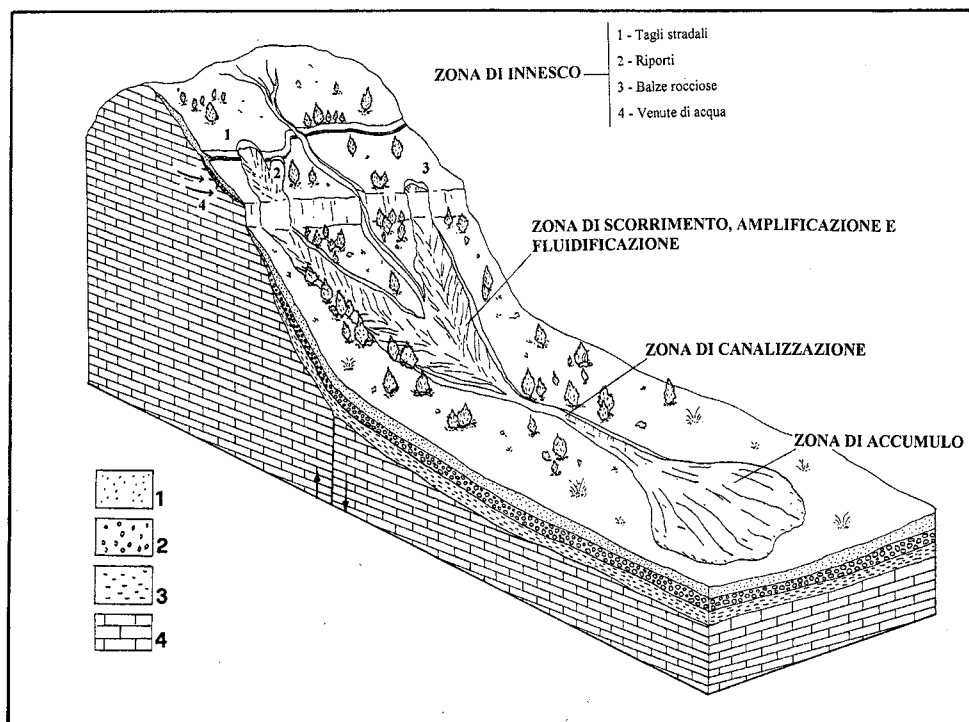 ZONA DI INNESCO
1 - Tagli stradali
2 - Riporti
3 - Balze rocciose
4 - Venute di acqua
1
2
3
4
ZONA DI SCORRIMENTO, AMPLIFICAZIONE E
FLUIDIFICAZIONE
ZONA DI CANALIZZAZIONE
ZONA DI ACCUMULO
1
2
3
4